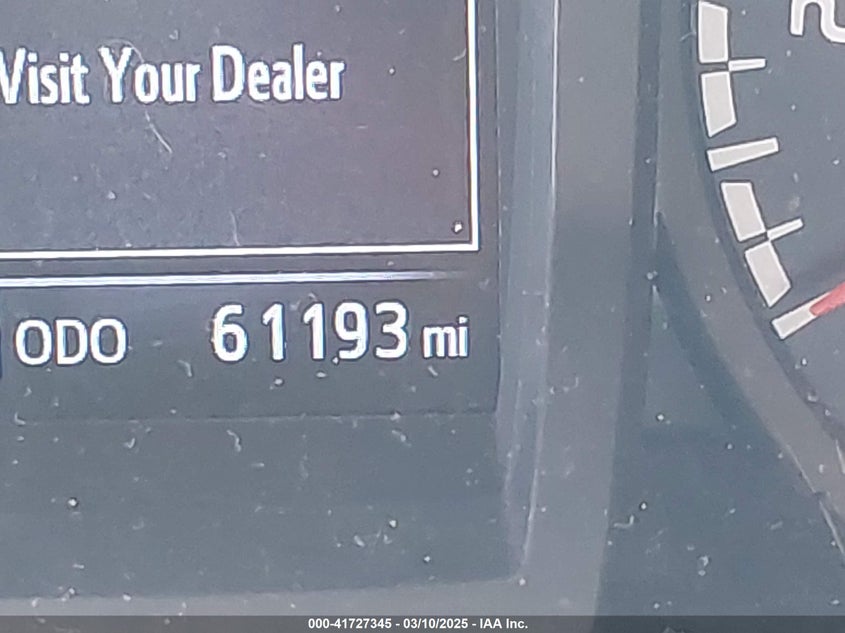 Visit Your Dealer
ODO 61193 mi
000-41727345 - 03/10/2025 - IAA Inc.